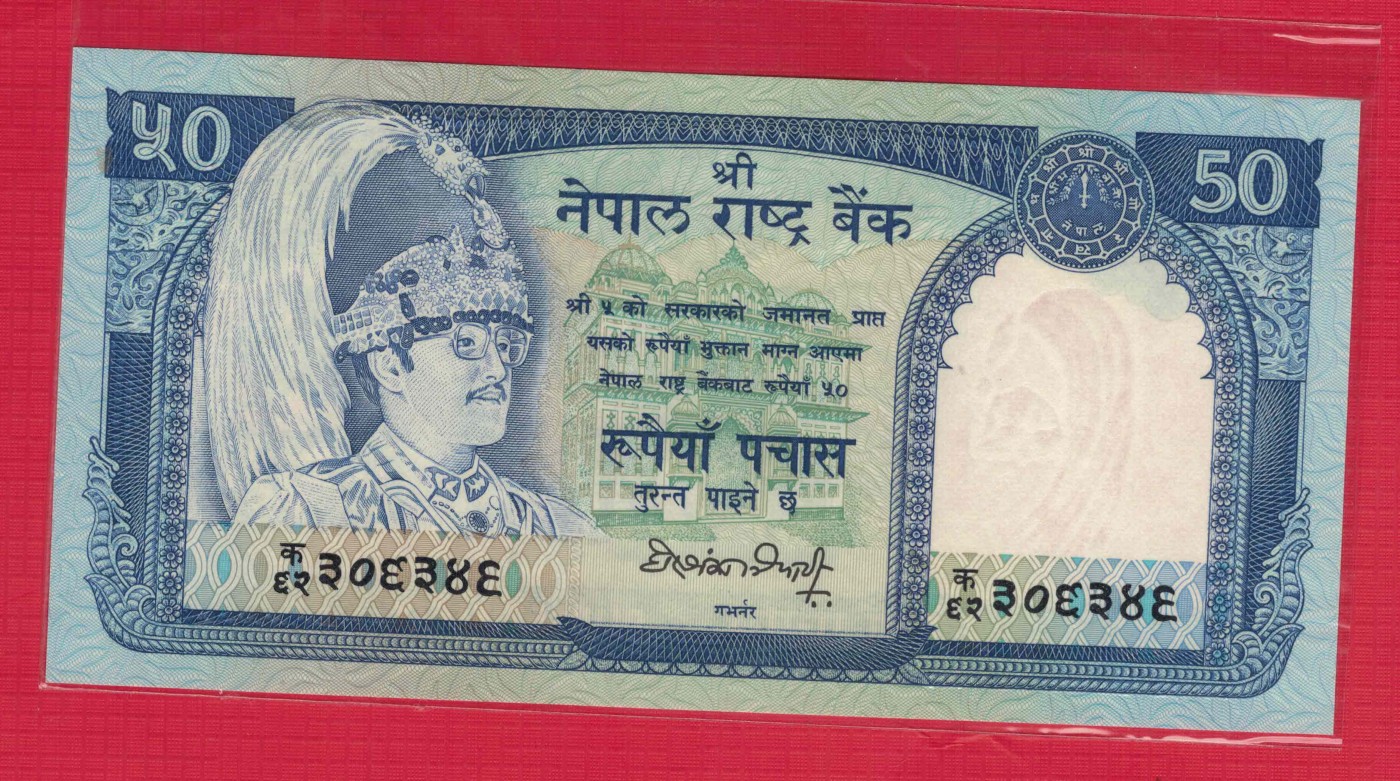 ५० 50
श्री
नेपाल राष्ट्र बैंक
श्री ५ को सरकारको जमानत प्राप्त
यसको रूपैयाँ भुक्तान माग्न आएमा
नेपाल राष्ट्र बैंकबाट रूपैयाँ ५०
रूपैयाँ पचास
तुरन्त पाइने छ
क
६२ ३०६३४६
गभर्नर
क
६२ ३०६३४६